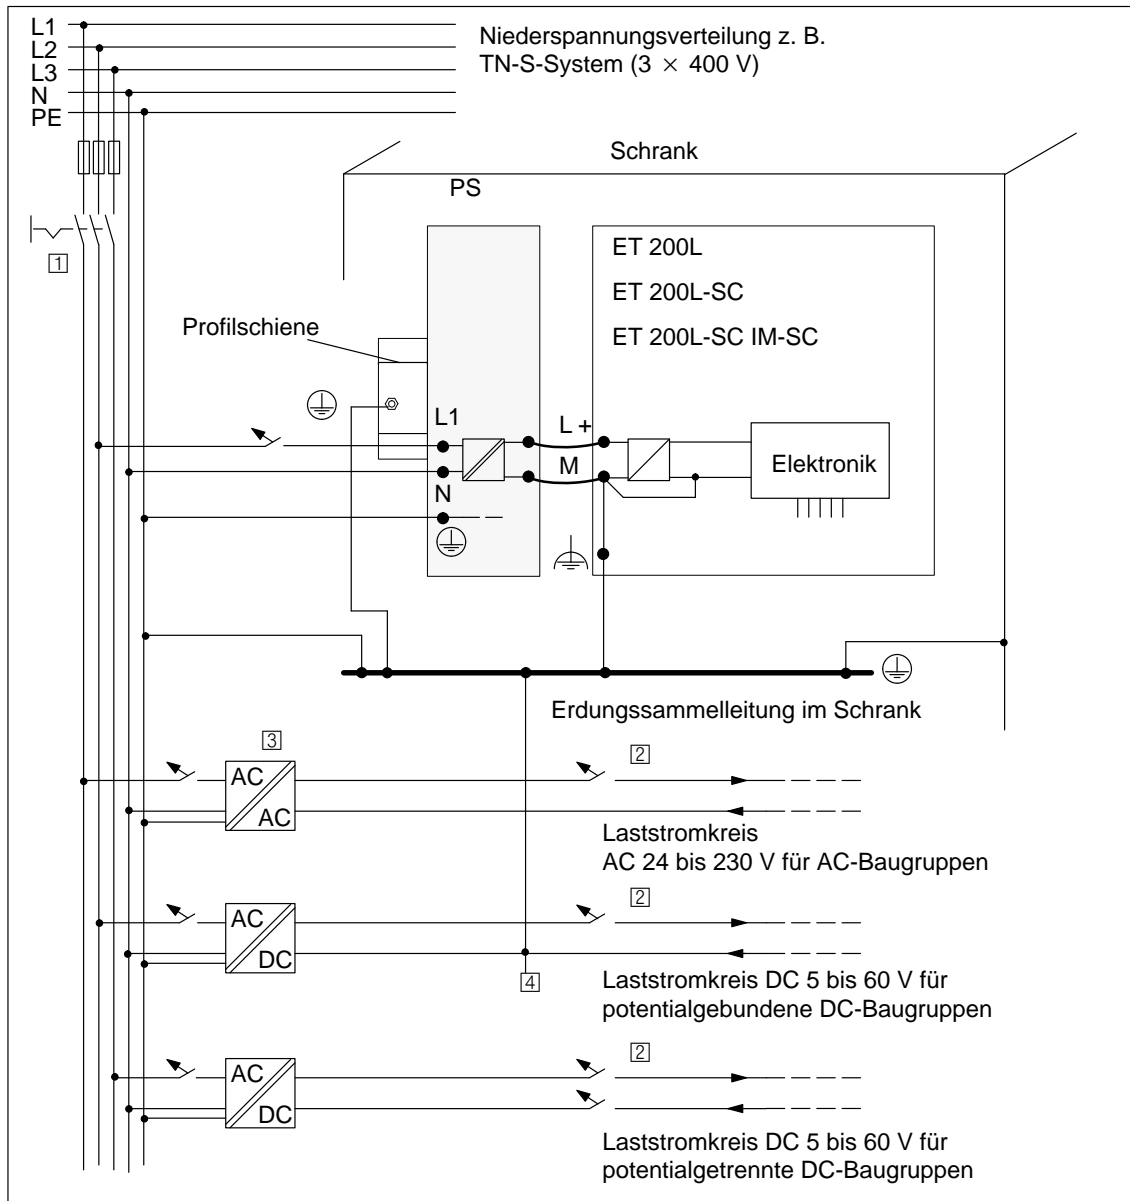 L1
L2
L3
N
PE
Niederspannungsverteilung z. B.
TN-S-System (3 × 400 V)
Schrank
PS
1
ET 200L
ET 200L-SC
ET 200L-SC IM-SC
Profilschiene
L1
L +
M
N
Elektronik
Erdungssammelleitung im Schrank
3
2
AC
AC
Laststromkreis
AC 24 bis 230 V für AC-Baugruppen
2
AC
DC
4
Laststromkreis DC 5 bis 60 V für
potentialgebundene DC-Baugruppen
2
AC
DC
Laststromkreis DC 5 bis 60 V für
potentialgetrennte DC-Baugruppen